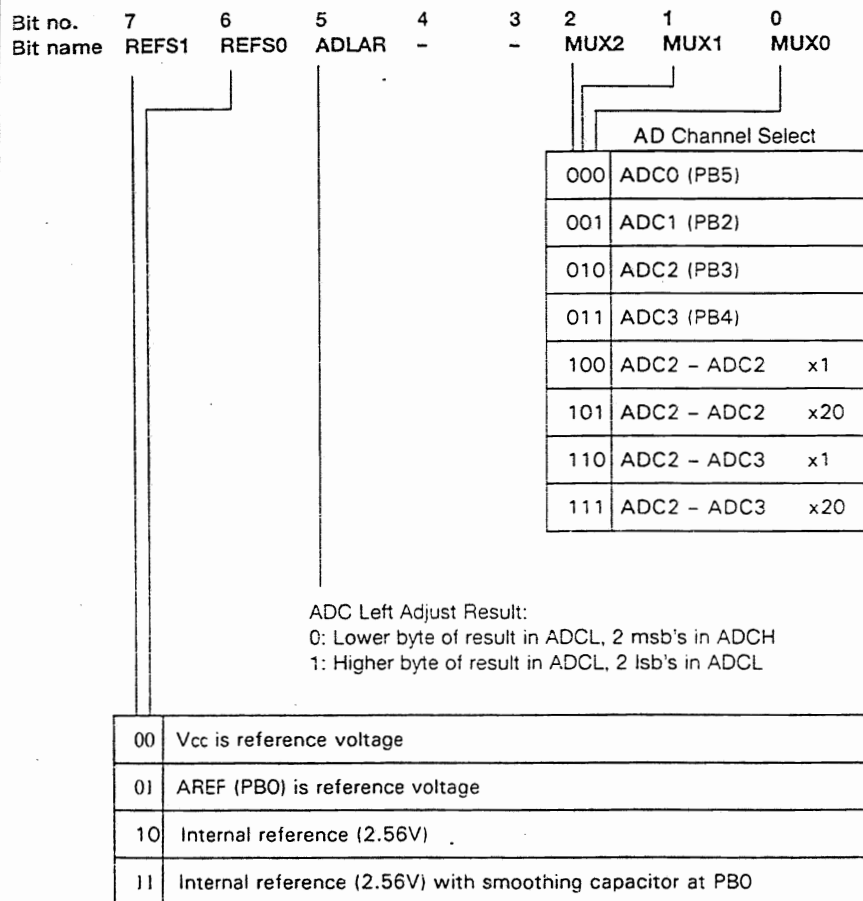 Bit no. 7 6 5 4 3 2 1 0
Bit name REFS1 REFS0 ADLAR – – MUX2 MUX1 MUX0
AD Channel Select
000 ADC0 (PB5)
001 ADC1 (PB2)
010 ADC2 (PB3)
011 ADC3 (PB4)
100 ADC2 – ADC2 x1
101 ADC2 – ADC2 x20
110 ADC2 – ADC3 x1
111 ADC2 – ADC3 x20
ADC Left Adjust Result:
0: Lower byte of result in ADCL, 2 msb's in ADCH
1: Higher byte of result in ADCL, 2 lsb's in ADCL
00 Vcc is reference voltage
01 AREF (PB0) is reference voltage
10 Internal reference (2.56V)
11 Internal reference (2.56V) with smoothing capacitor at PB0